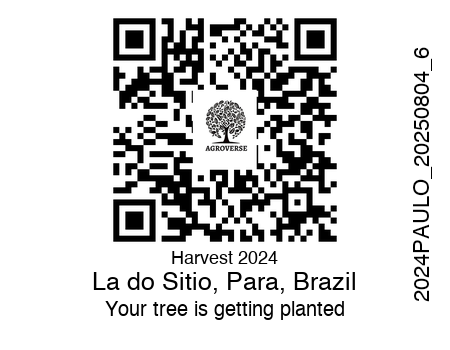 AGROVERSE
Harvest 2024
La do Sitio, Para, Brazil
Your tree is getting planted
2024PAULO_20250804_6